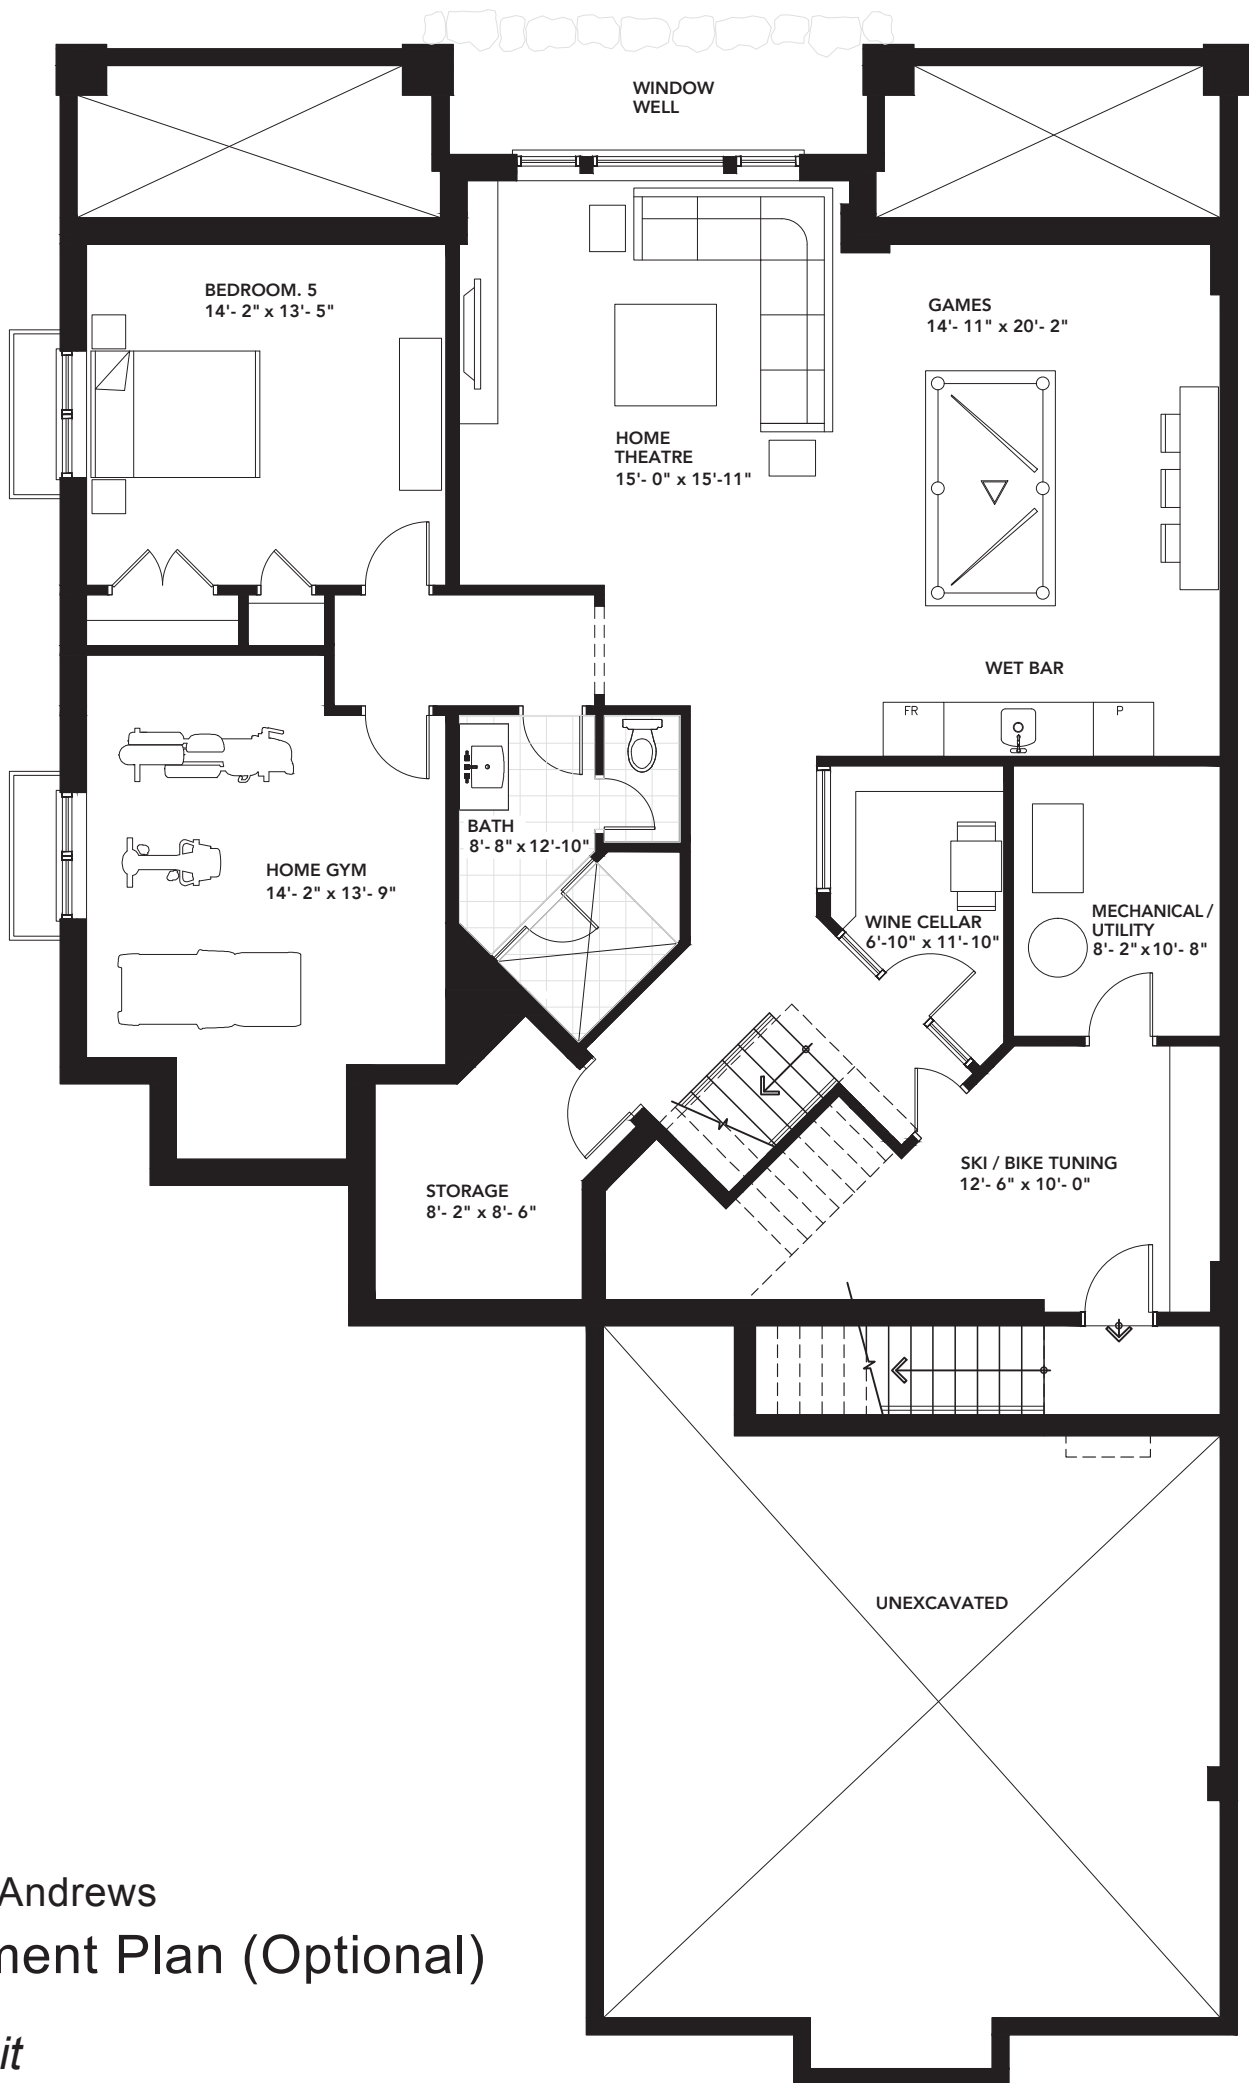 WINDOW
WELL
BEDROOM. 5
14'- 2" x 13'- 5"
GAMES
14'- 11" x 20'- 2"
HOME
THEATRE
15'- 0" x 15'-11"
WET BAR
FR
P
BATH
8'- 8" x 12'-10"
HOME GYM
14'- 2" x 13'- 9"
WINE CELLAR
6'-10" x 11'-10"
MECHANICAL /
UTILITY
8'- 2" x 10'- 8"
SKI / BIKE TUNING
12'- 6" x 10'- 0"
STORAGE
8'- 2" x 8'- 6"
UNEXCAVATED
Andrews
ment Plan (Optional)
it